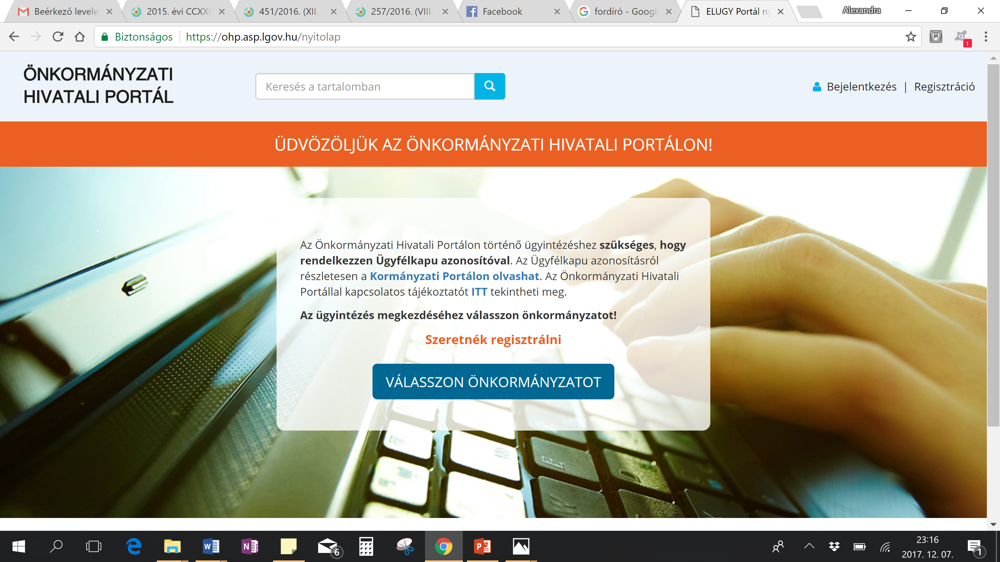 Beérkező levele
2015. évi CCXXI
451/2016. (XII. 1
257/2016. (VIII.
Facebook
fordíró - Googl
ELUGY Portál ny
Alexandra
Biztonságos
https://ohp.asp.lgov.hu/nyitolap
1
ÖNKORMÁNYZATI
HIVATALI PORTÁL
Keresés a tartalomban
Bejelentkezés | Regisztráció
ÜDVÖZÖLJÜK AZ ÖNKORMÁNYZATI HIVATALI PORTÁLON!
Az Önkormányzati Hivatali Portálon történő ügyintézéshez szükséges, hogy
rendelkezzen Ügyfélkapu azonosítóval. Az Ügyfélkapu azonosításról
részletesen a Kormányzati Portálon olvashat. Az Önkormányzati Hivatali
Portállal kapcsolatos tájékoztatót ITT tekintheti meg.
Az ügyintézés megkezdéséhez válasszon önkormányzatot!
Szeretnék regisztrálni
VÁLASSZON ÖNKORMÁNYZATOT
6
23:16
2017. 12. 07.
1